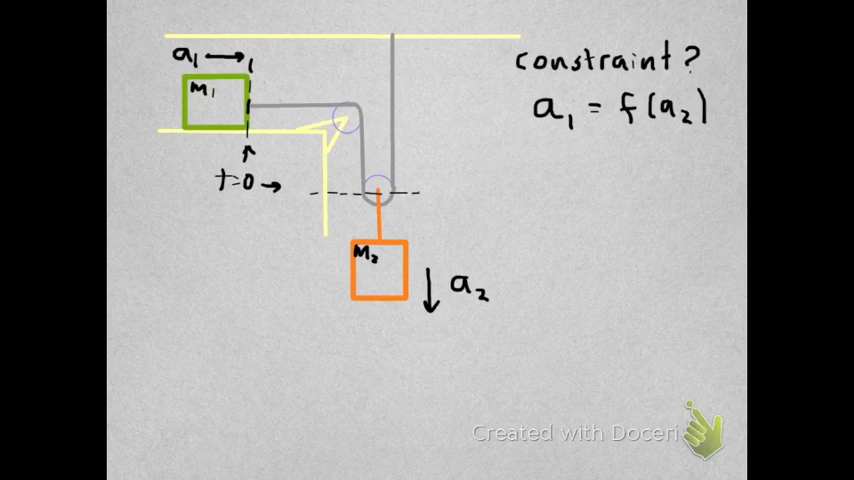 a₁ →
constraint?
M₁
a₁ = f(a₂)
t=0 →
M₂
a₂
Created with Doceri